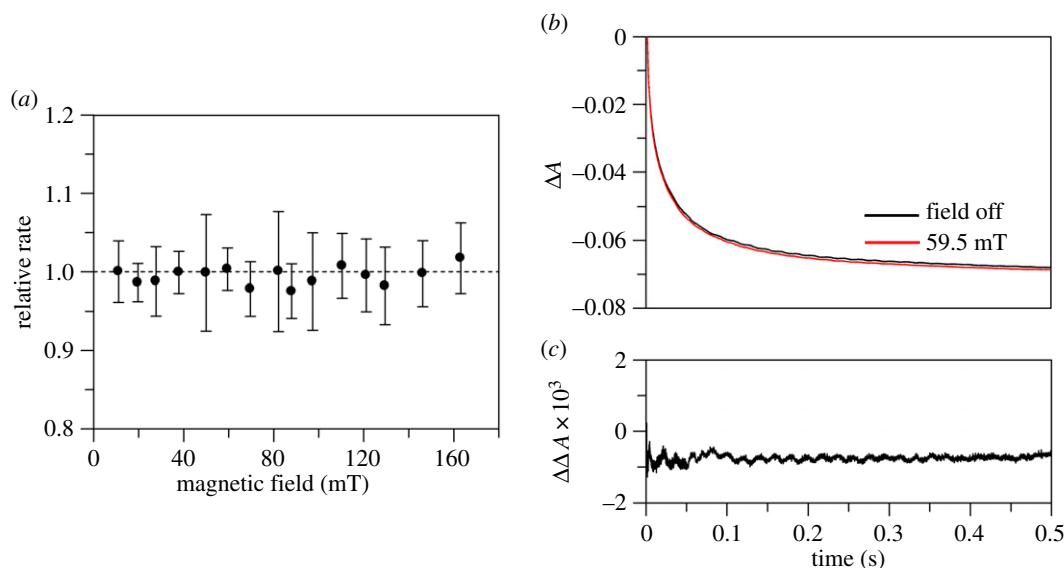 (a)
1.2
1.1
1.0
0.9
0.8
relative rate
0 40 80 120 160
magnetic field (mT)
(b)
0
−0.02
−0.04
−0.06
−0.08
ΔA
field off
59.5 mT
(c)
2
0
−2
ΔΔA × 10³
0 0.1 0.2 0.3 0.4 0.5
time (s)